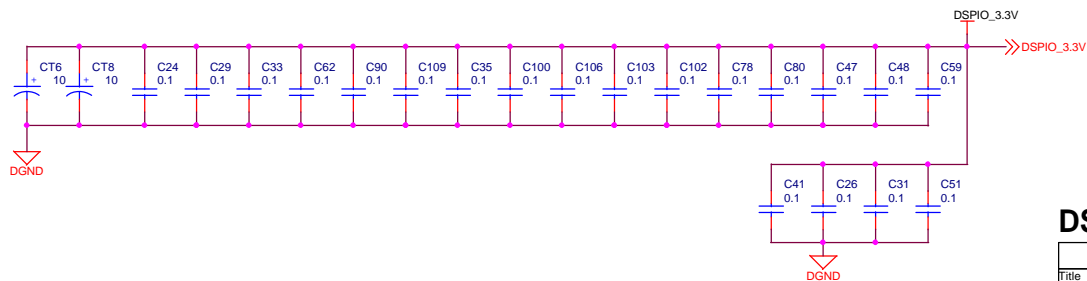 DSPIO_3.3V
DSPIO_3.3V
CT6 CT8 C24 C29 C33 C62 C90 C109 C35 C100 C106 C103 C102 C78 C80 C47 C48 C59
+ 10 + 10 0.1 0.1 0.1 0.1 0.1 0.1 0.1 0.1 0.1 0.1 0.1 0.1 0.1 0.1 0.1 0.1
DGND
C41 C26 C31 C51
0.1 0.1 0.1 0.1
DGND
DS
Title